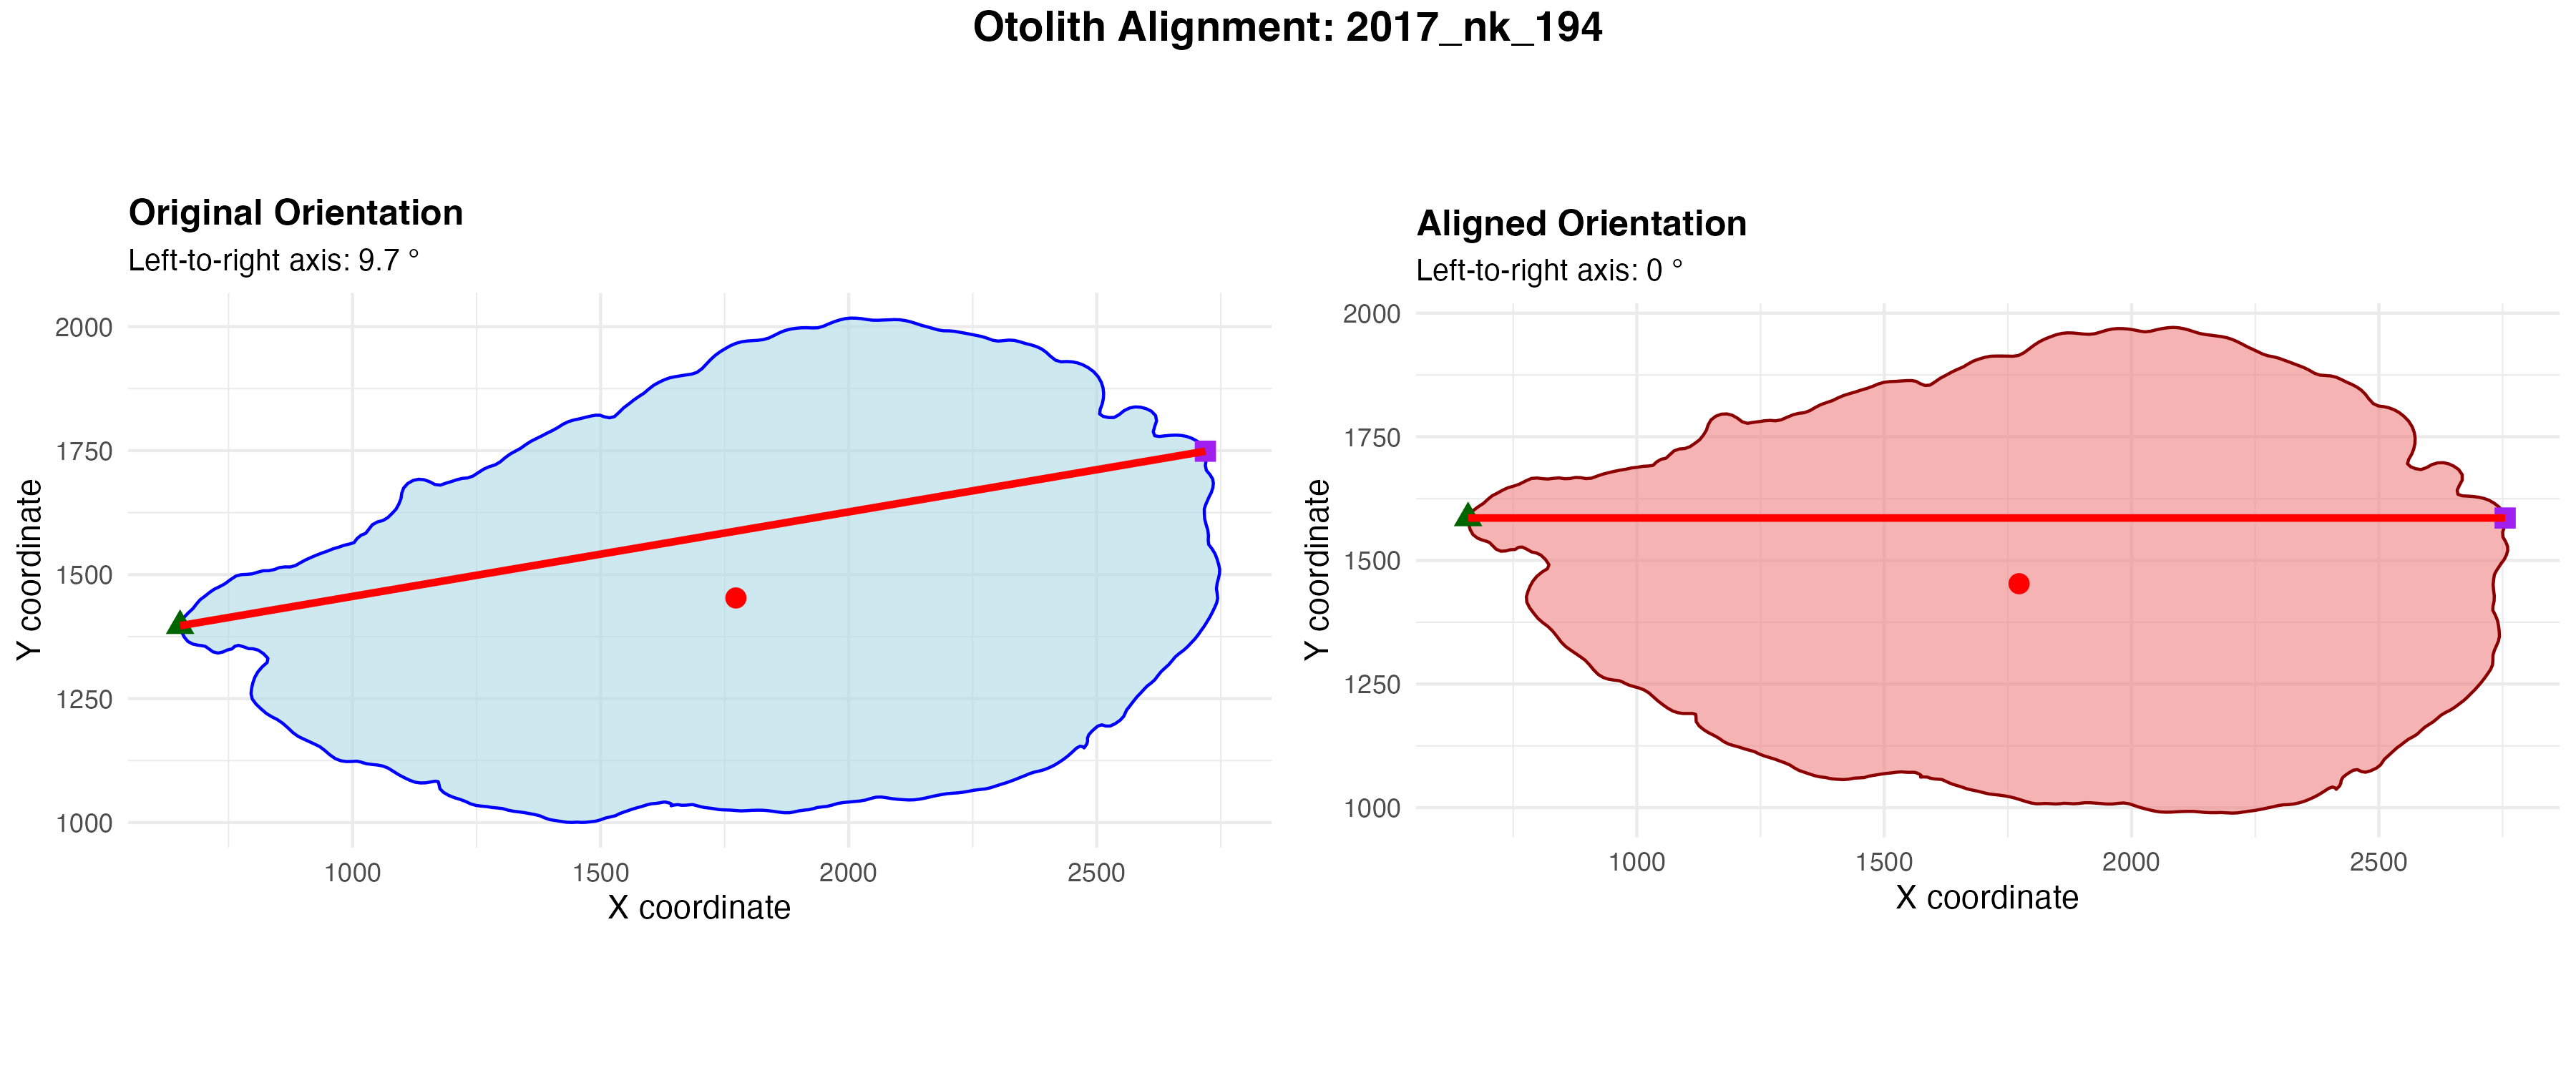 Otolith Alignment: 2017_nk_194
Original Orientation
Left-to-right axis: 9.7 °
2000
1750
1500
1250
1000
Y coordinate
1000 1500 2000 2500
X coordinate
Aligned Orientation
Left-to-right axis: 0 °
2000
1750
1500
1250
1000
Y coordinate
1000 1500 2000 2500
X coordinate